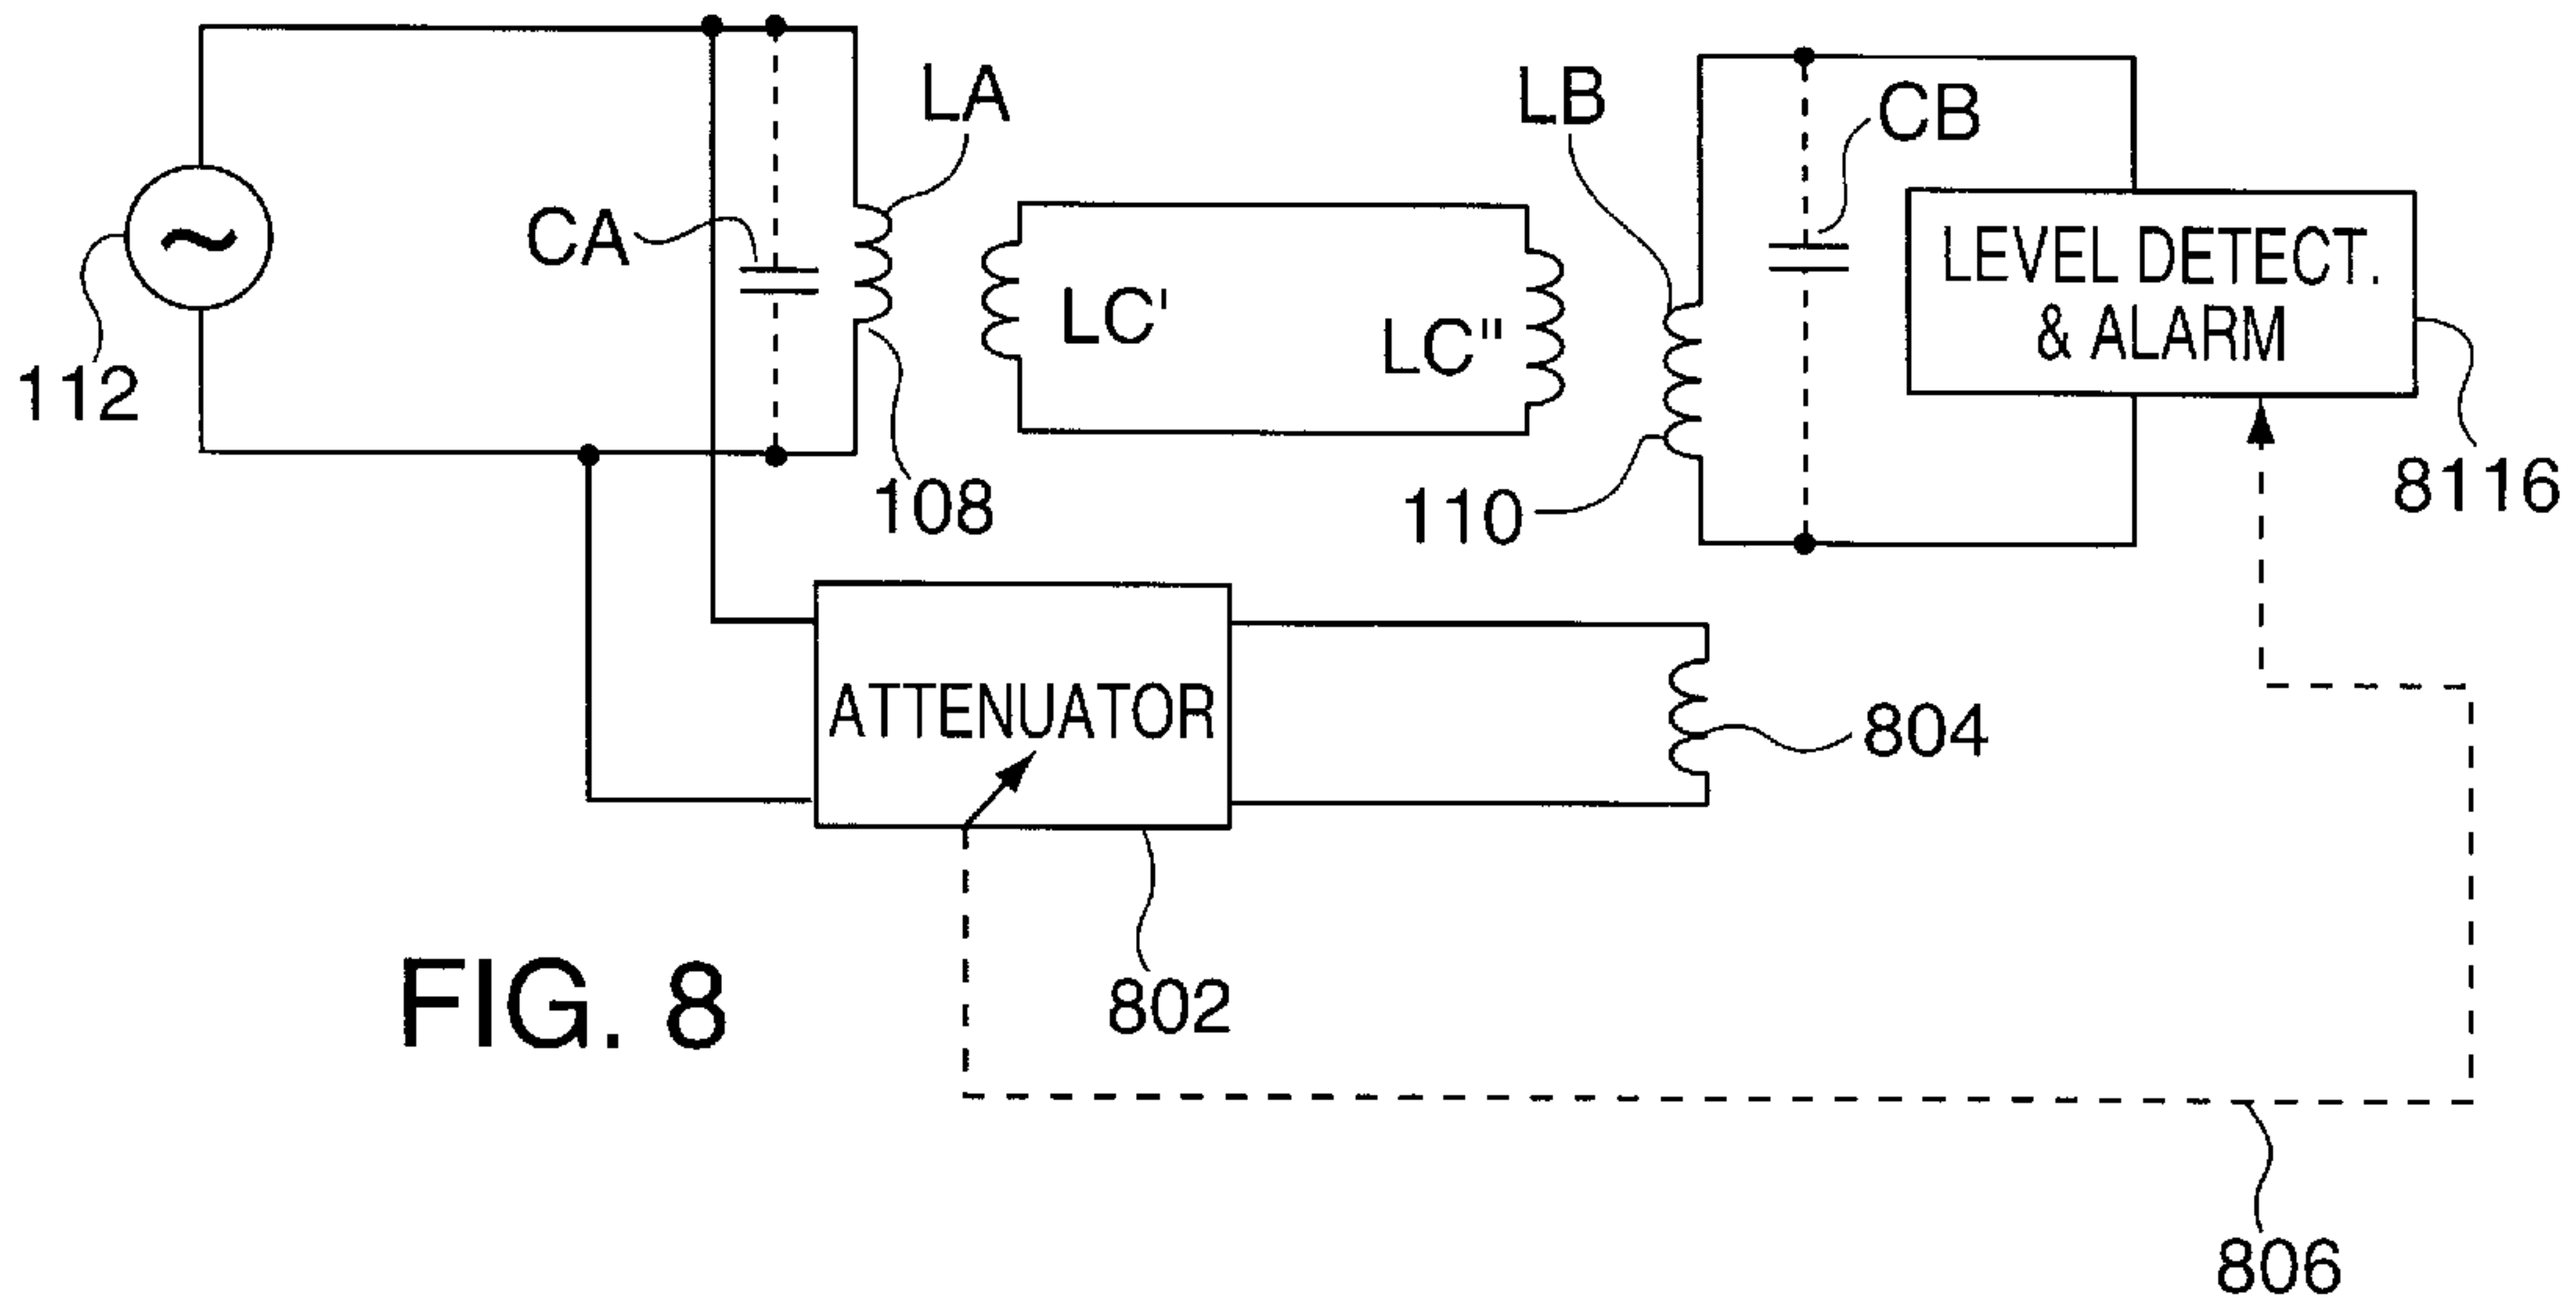 LA
LB
CB
CA
LEVEL DETECT.
& ALARM
LC'
LC"
112
108
110
8116
ATTENUATOR
804
802
FIG. 8
806